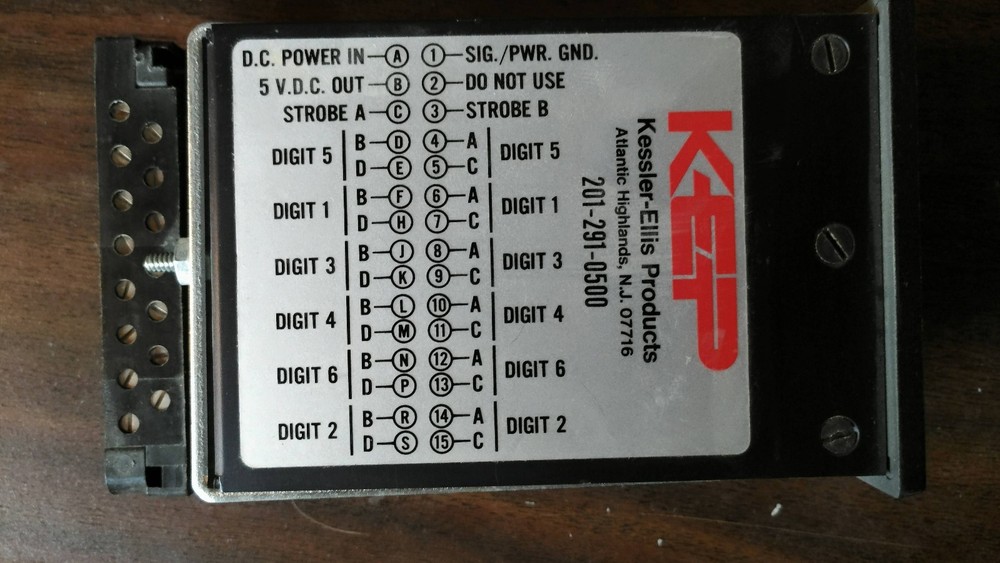 D.C. POWER IN A 1 SIG./PWR. GND.
5 V.D.C. OUT B 2 DO NOT USE
STROBE A C 3 STROBE B
DIGIT 5 B D 4 A DIGIT 5
D E 5 C
DIGIT 1 B F 6 A DIGIT 1
D H 7 C
DIGIT 3 B J 8 A DIGIT 3
D K 9 C
DIGIT 4 B L 10 A DIGIT 4
D M 11 C
DIGIT 6 B N 12 A DIGIT 6
D P 13 C
DIGIT 2 B R 14 A DIGIT 2
D S 15 C
KEP
Kessler-Ellis Products
Atlantic Highlands, N.J. 07716
201-291-0500